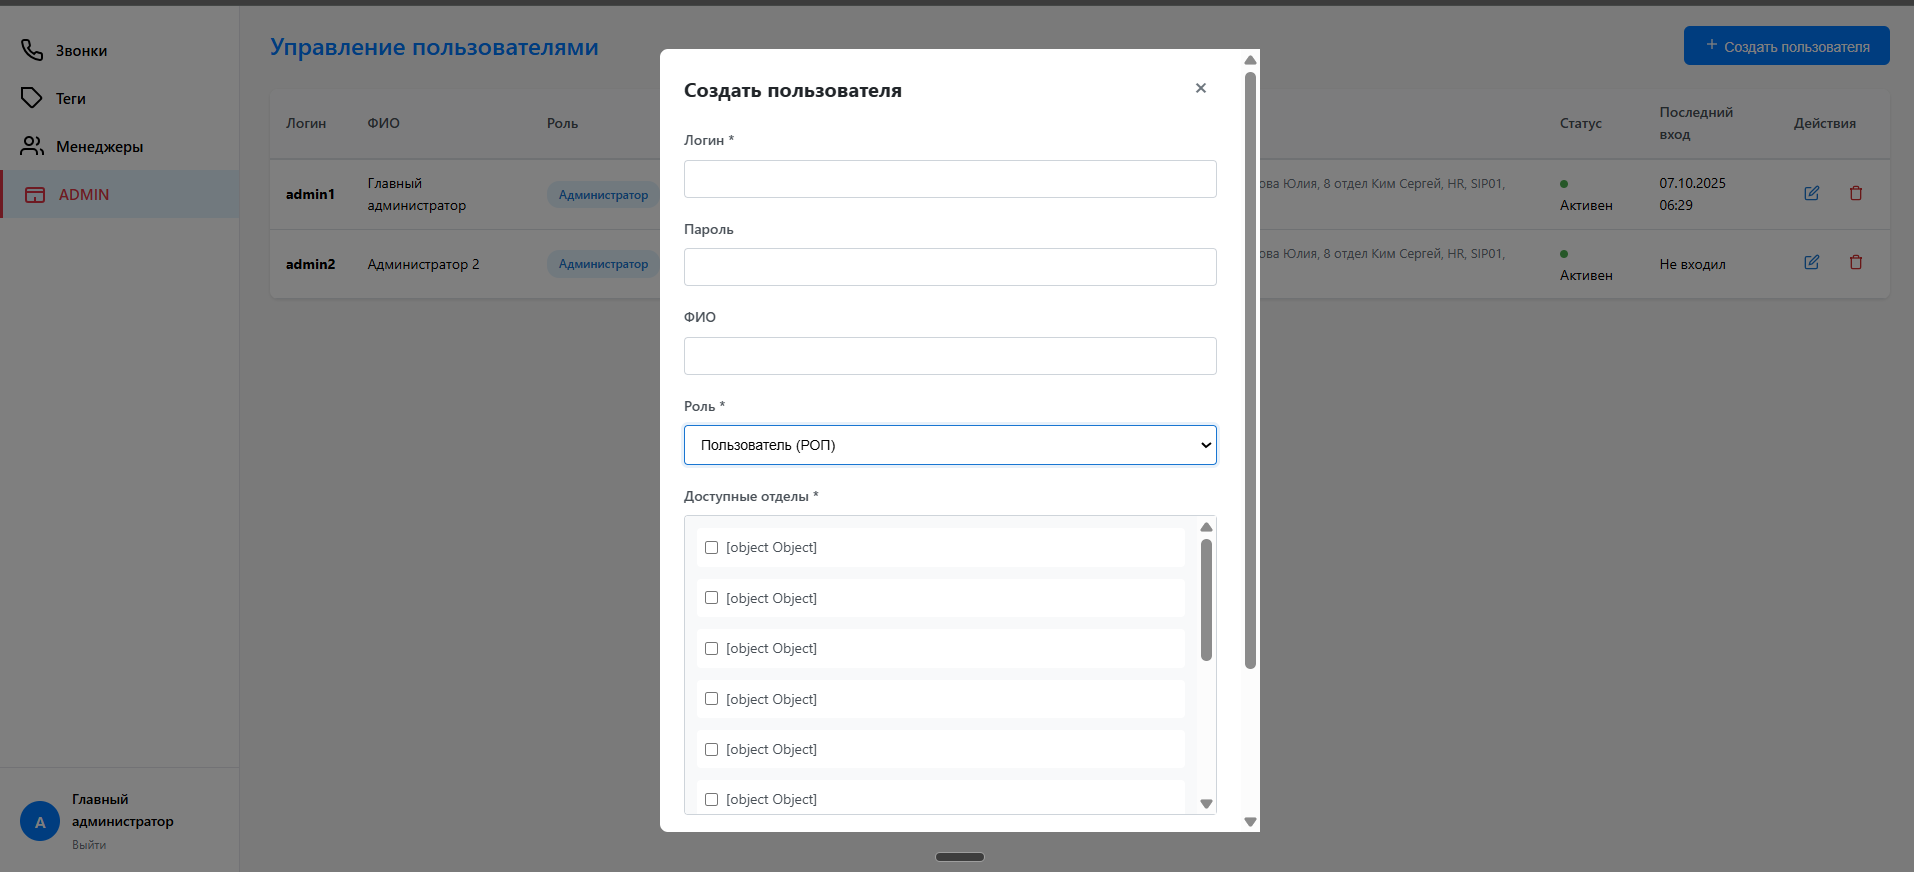 Звонки
Теги
Менеджеры
ADMIN
Главный
администратор
Выйти
A
Управление пользователями
+ Создать пользователя
Логин
ФИО
Роль
Статус
Последний
вход
Действия
admin1
Главный
администратор
Администратор
ова Юлия, 8 отдел Ким Сергей, HR, SIP01,
Активен
07.10.2025
06:29
admin2
Администратор 2
Администратор
ова Юлия, 8 отдел Ким Сергей, HR, SIP01,
Активен
Не входил
Создать пользователя
×
Логин *
Пароль
ФИО
Роль *
Пользователь (РОП)
Доступные отделы *
[object Object]
[object Object]
[object Object]
[object Object]
[object Object]
[object Object]